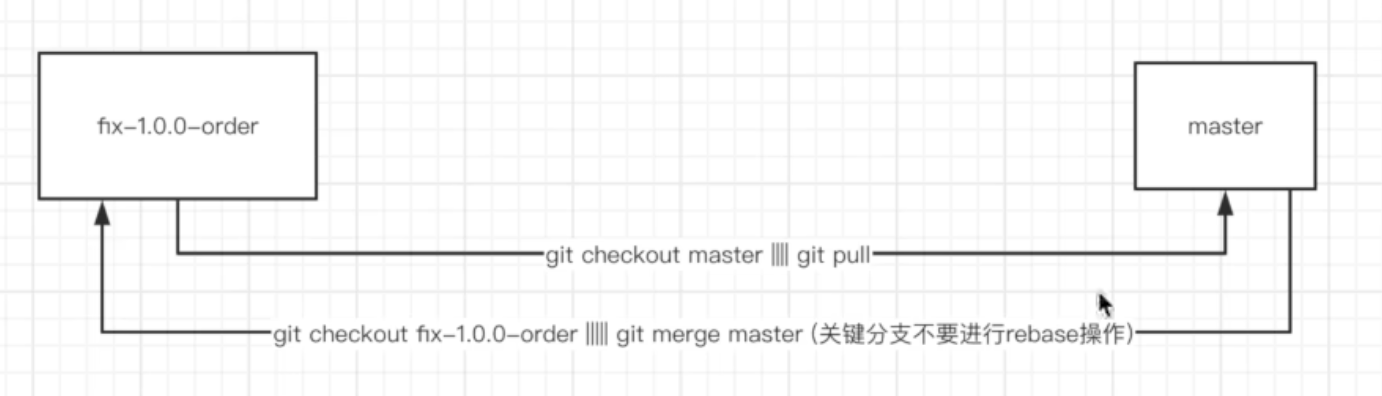 fix-1.0.0-order
master
git checkout master |||| git pull
git checkout fix-1.0.0-order ||||| git merge master (关键分支不要进行rebase操作)